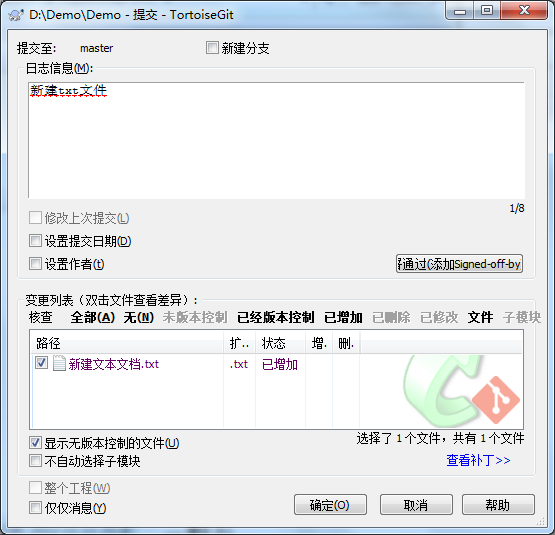 D:\Demo\Demo - 提交 - TortoiseGit
提交至: master 新建分支
日志信息(M):
新建txt文件
1/8
修改上次提交(L)
设置提交日期(D)
设置作者(t)
通过(添加Signed-off-by
变更列表（双击文件查看差异）:
核查 全部(A) 无(N) 未版本控制 已经版本控制 已增加 已删除 已修改 文件 子模块
路径 扩.. 状态 增. 删.
新建文本文档.txt .txt 已增加
显示无版本控制的文件(U)
选择了 1 个文件，共有 1 个文件
不自动选择子模块
查看补丁>>
整个工程(W)
仅仅消息(Y)
确定(O) 取消 帮助